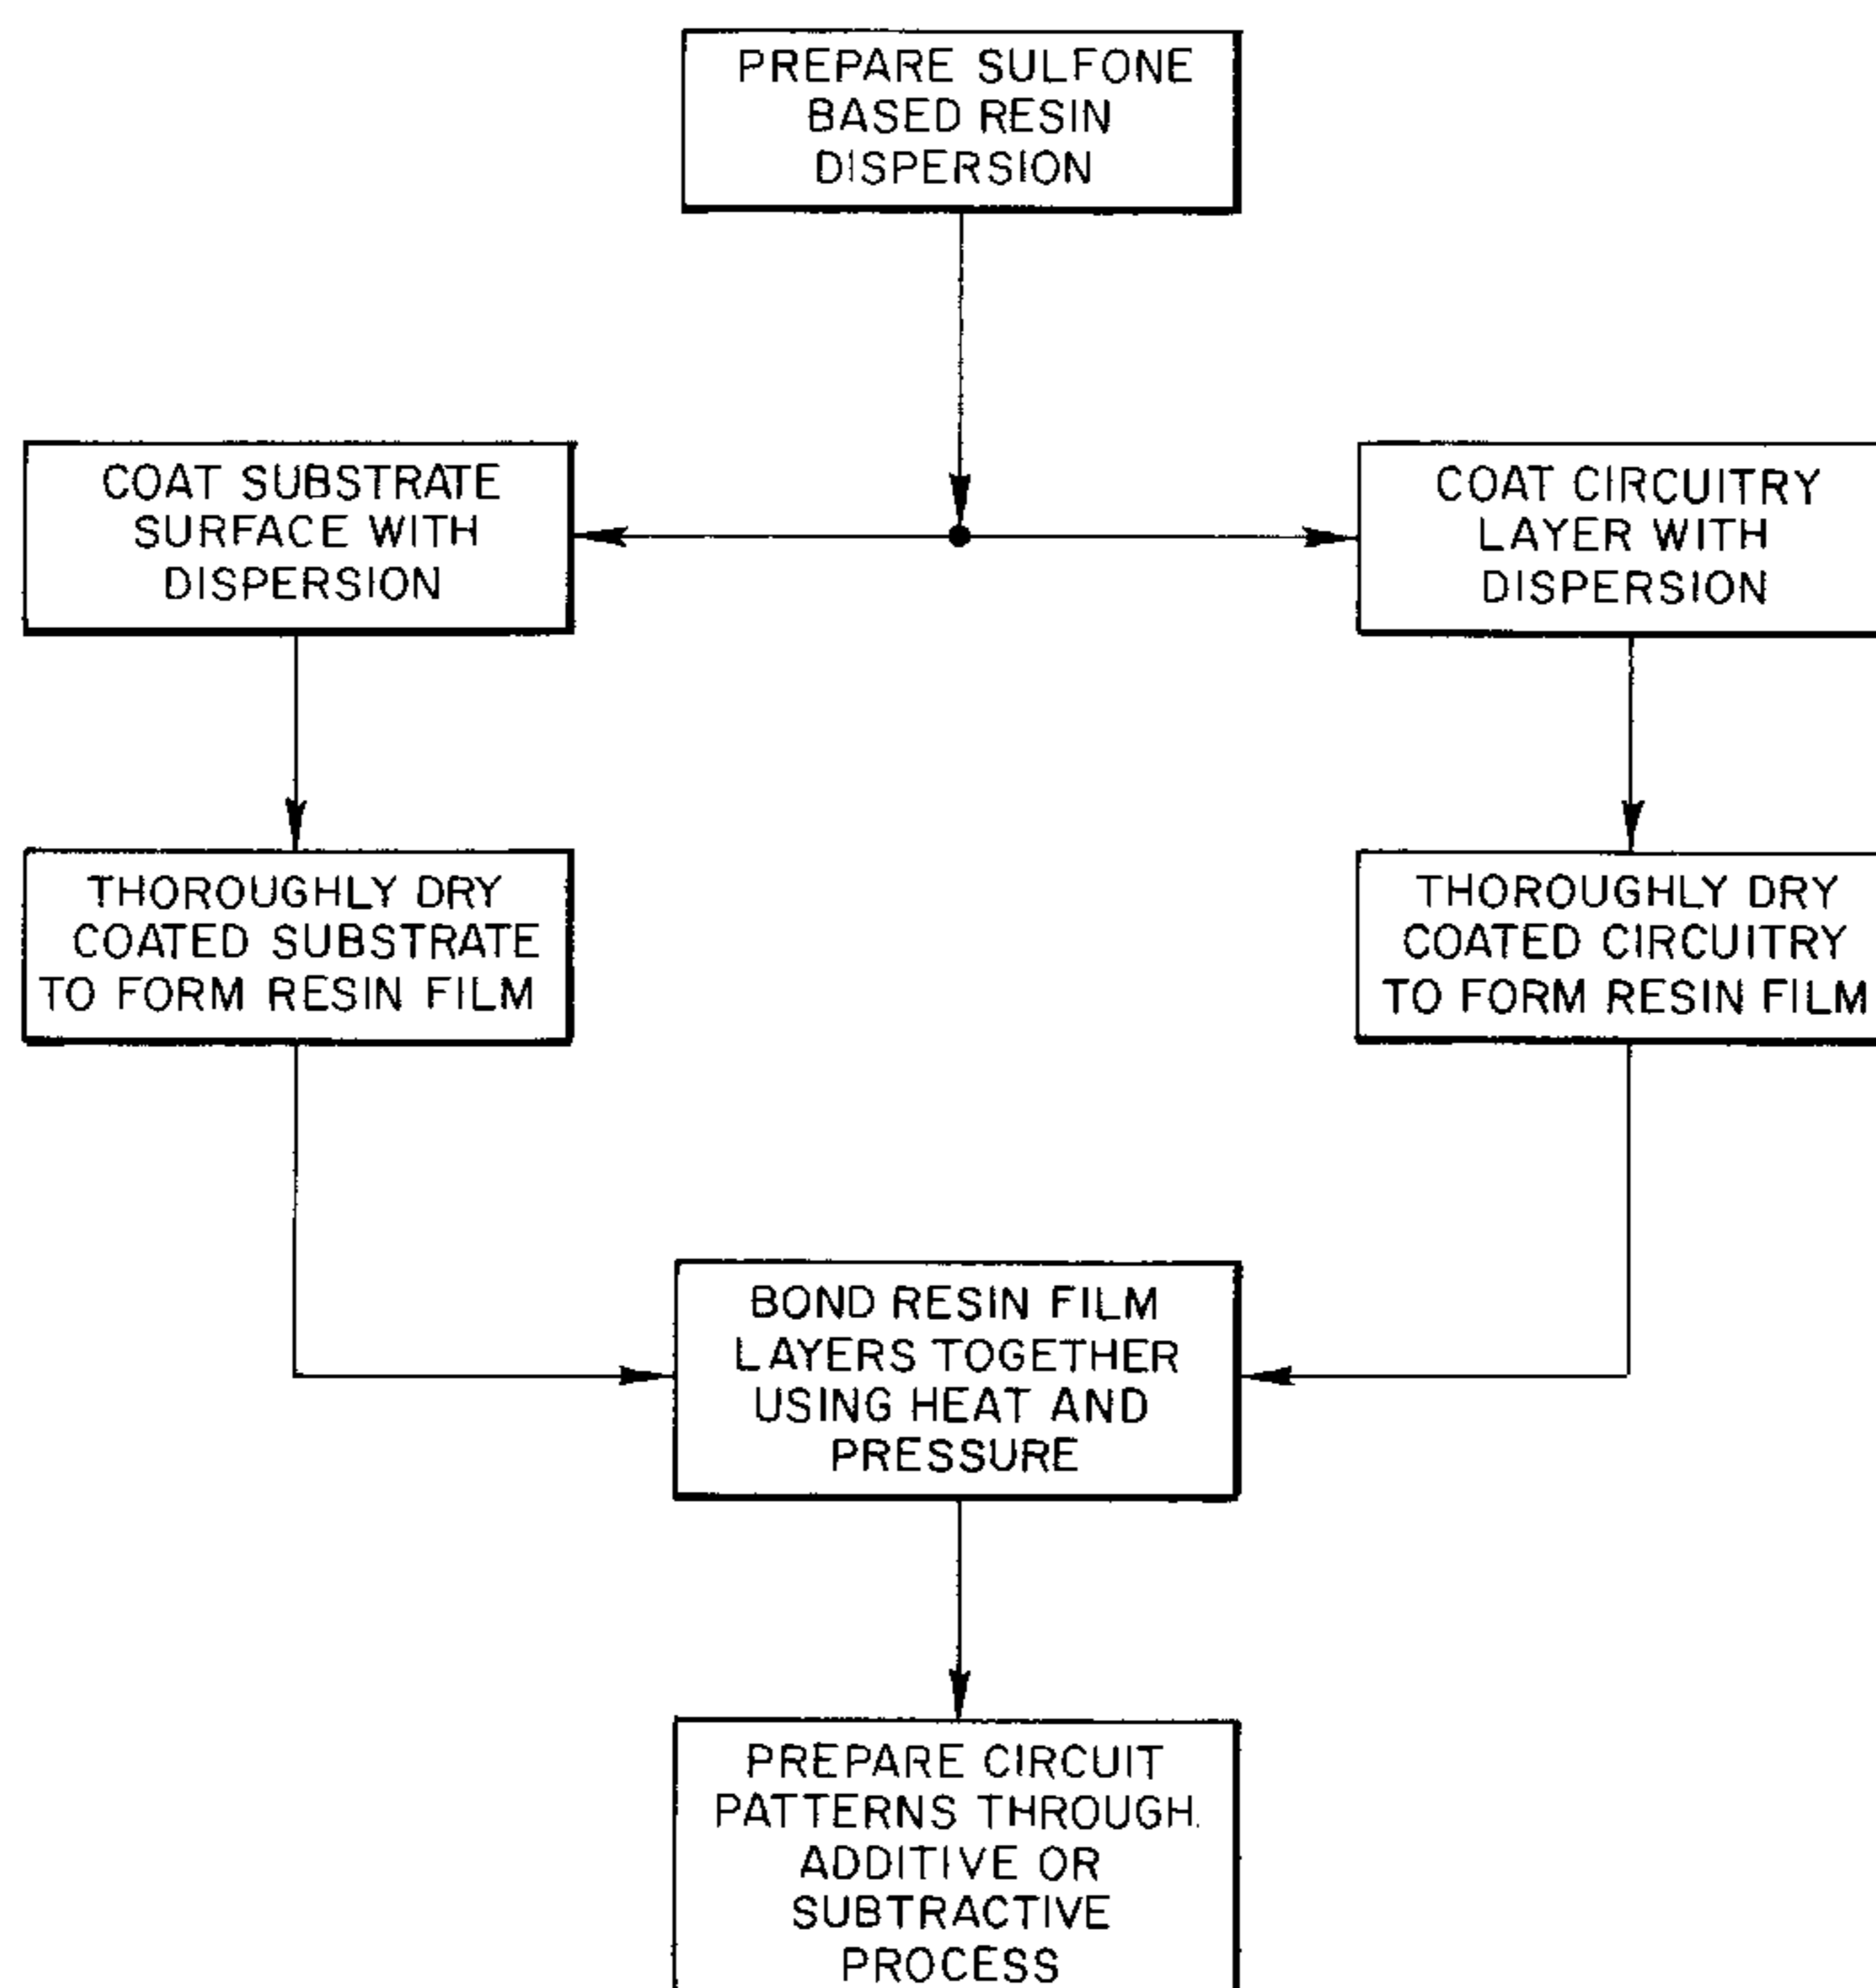 PREPARE SULFONE
BASED RESIN
DISPERSION
COAT SUBSTRATE
SURFACE WITH
DISPERSION
COAT CIRCUITRY
LAYER WITH
DISPERSION
THOROUGHLY DRY
COATED SUBSTRATE
TO FORM RESIN FILM
THOROUGHLY DRY
COATED CIRCUITRY
TO FORM RESIN FILM
BOND RESIN FILM
LAYERS TOGETHER
USING HEAT AND
PRESSURE
PREPARE CIRCUIT
PATTERNS THROUGH
ADDITIVE OR
SUBTRACTIVE
PROCESS